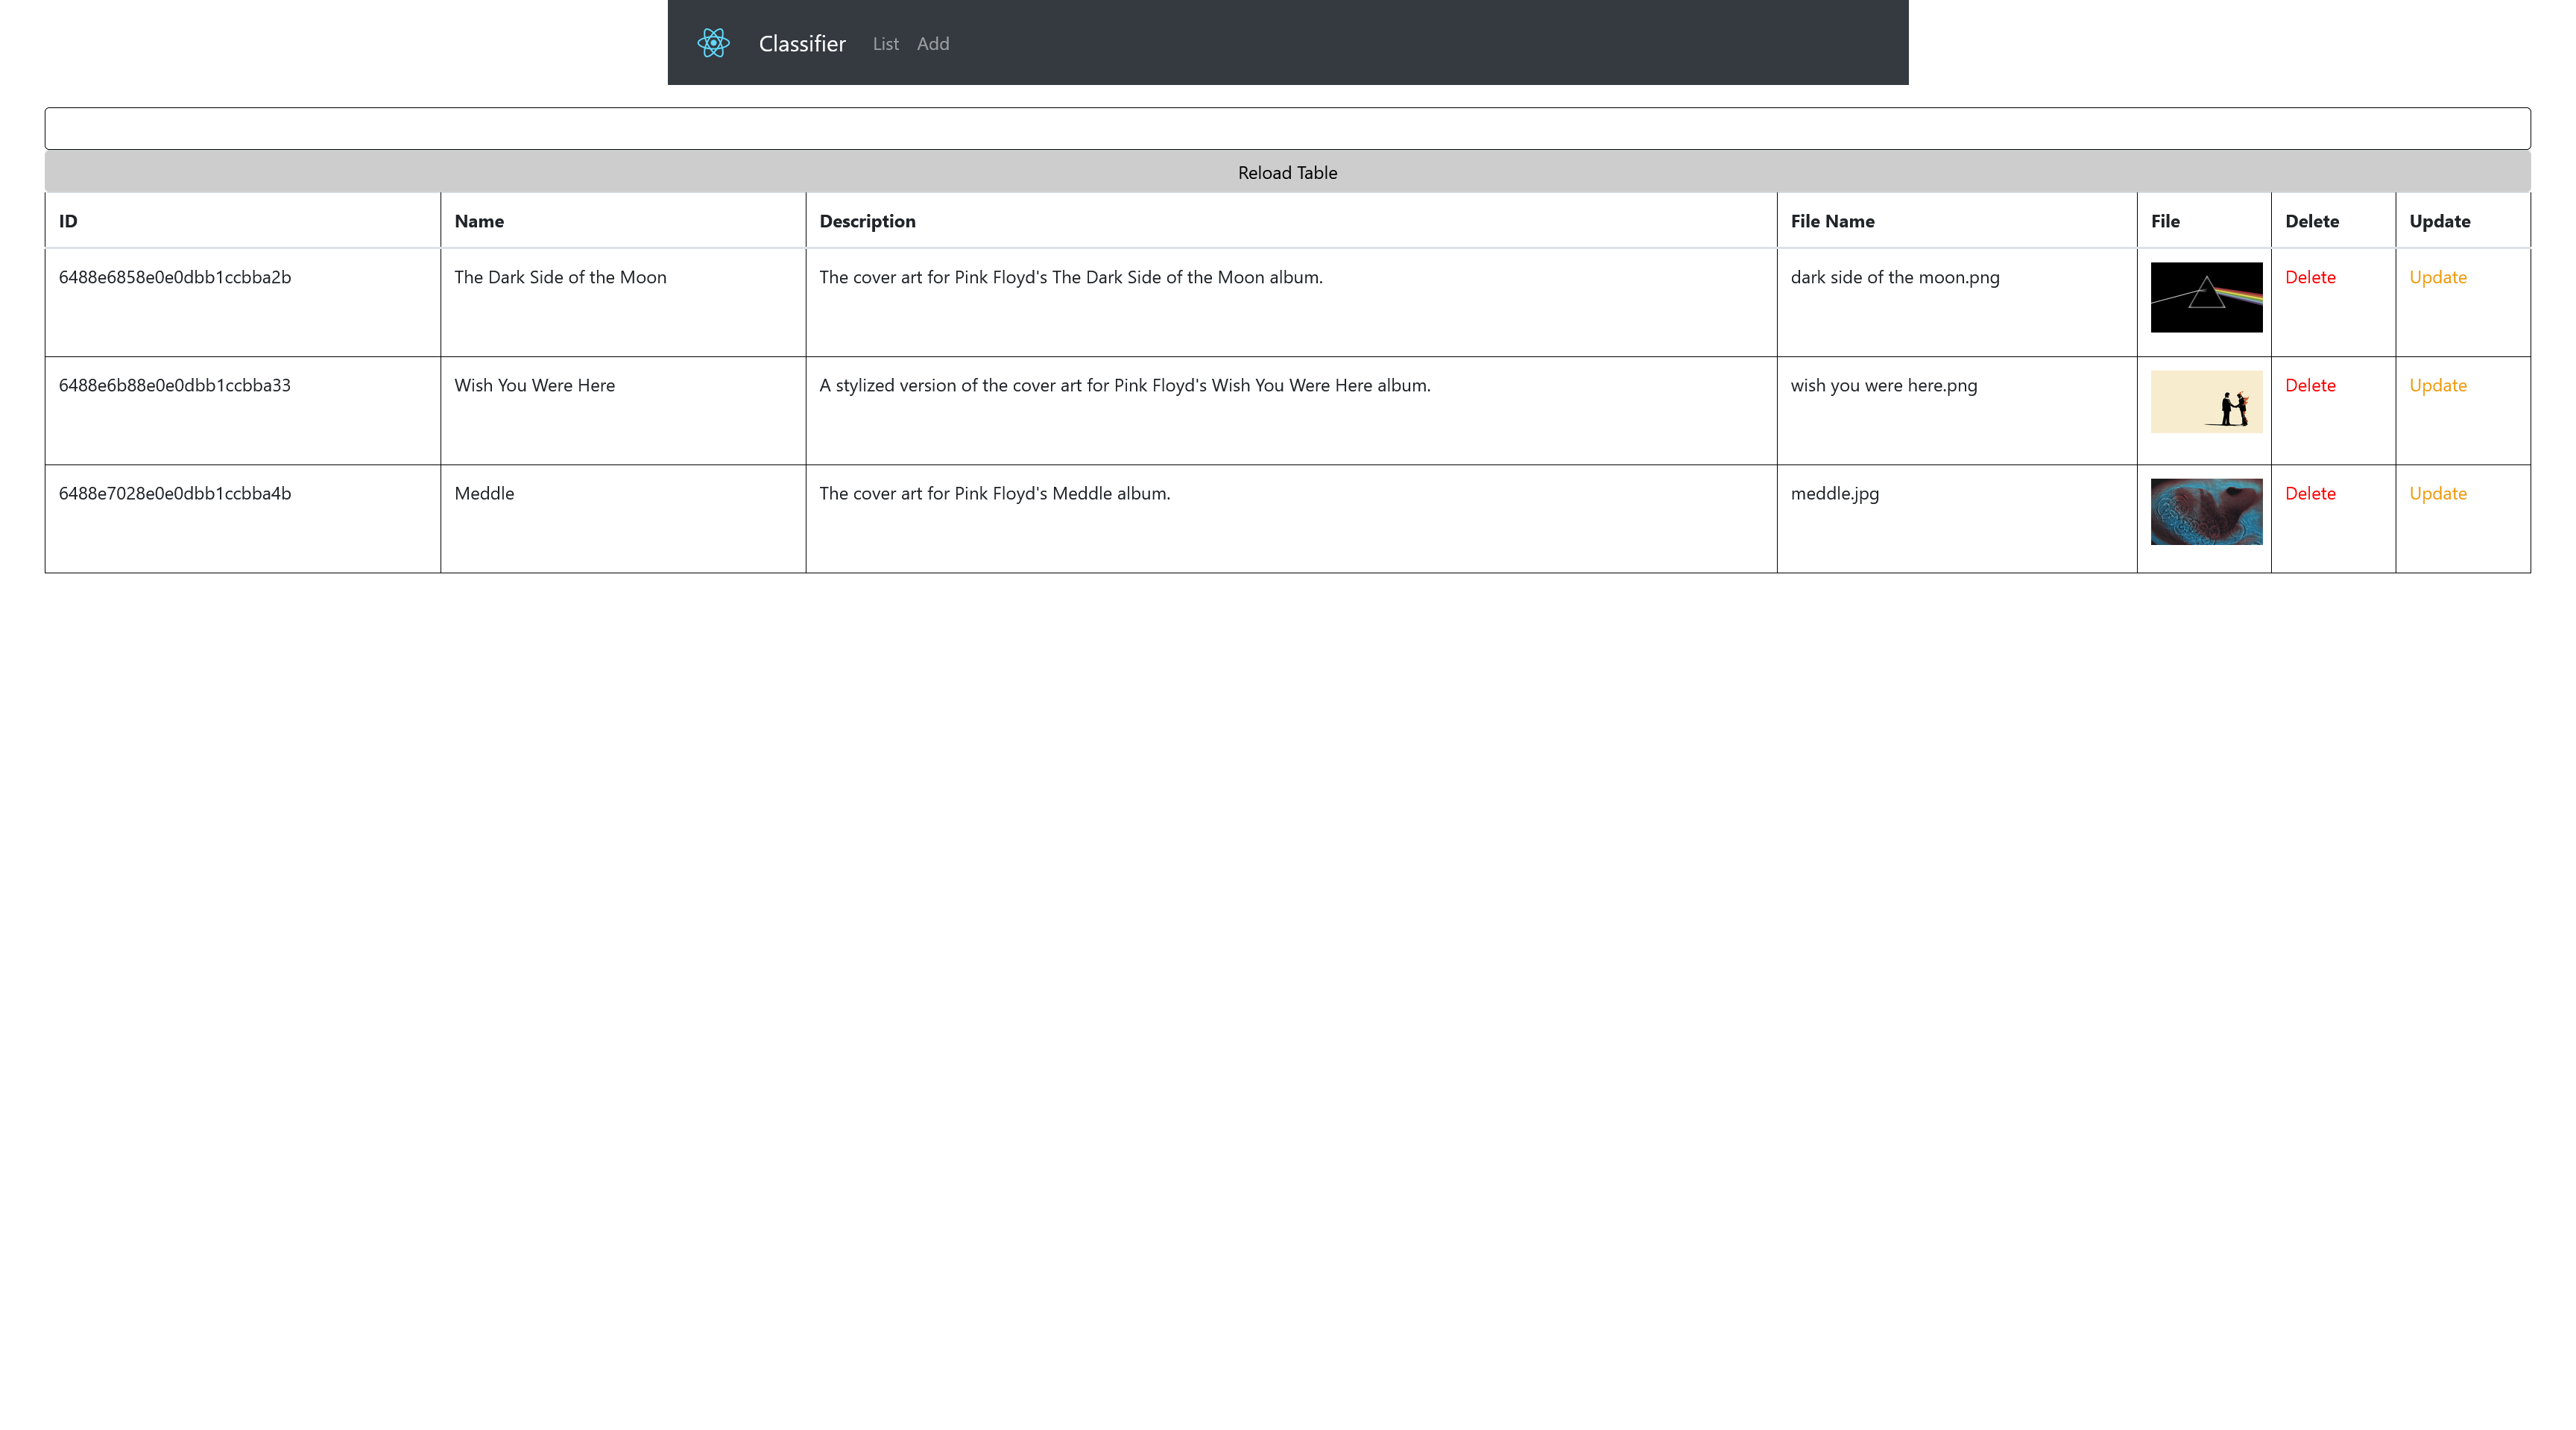 Classifier List Add
Reload Table
ID Name Description File Name File Delete Update
6488e6858e0e0dbb1ccbba2b The Dark Side of the Moon The cover art for Pink Floyd's The Dark Side of the Moon album. dark side of the moon.png Delete Update
6488e6b88e0e0dbb1ccbba33 Wish You Were Here A stylized version of the cover art for Pink Floyd's Wish You Were Here album. wish you were here.png Delete Update
6488e7028e0e0dbb1ccbba4b Meddle The cover art for Pink Floyd's Meddle album. meddle.jpg Delete Update